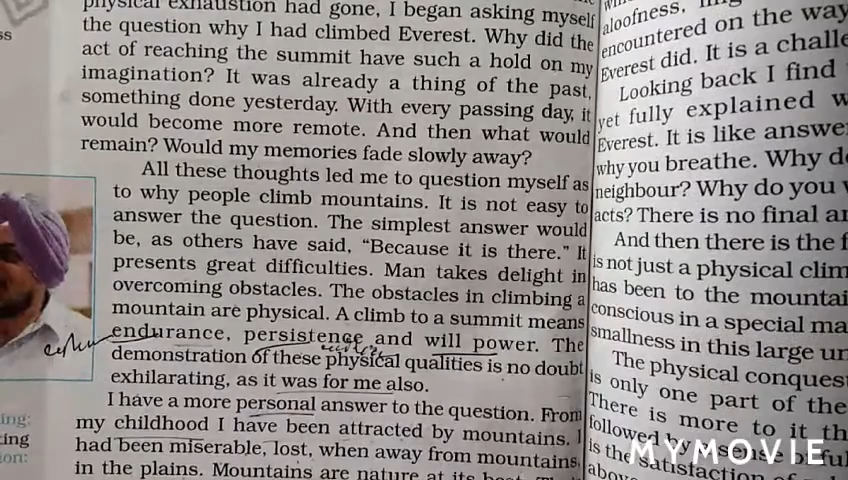 physical exhaustion had gone, I began asking myself
the question why I had climbed Everest. Why did the
act of reaching the summit have such a hold on my
imagination? It was already a thing of the past,
something done yesterday. With every passing day, it
would become more remote. And then what would
remain? Would my memories fade slowly away?
All these thoughts led me to question myself as
to why people climb mountains. It is not easy to
answer the question. The simplest answer would
be, as others have said, “Because it is there.” It
presents great difficulties. Man takes delight in
overcoming obstacles. The obstacles in climbing a
mountain are physical. A climb to a summit means
endurance, persistence and will power. The
demonstration of these physical qualities is no doubt
exhilarating, as it was for me also.
I have a more personal answer to the question. From
my childhood I have been attracted by mountains. I
had been miserable, lost, when away from mountains,
in the plains. Mountains are nature at its
ing:
ting
ion:
aloofness,
encountered on the way
Everest did. It is a challe
Looking back I find
yet fully explained w
Everest. It is like answe
why you breathe. Why do
neighbour? Why do you
acts? There is no final an
And then there is the f
is not just a physical clim
has been to the mountai
conscious in a special ma
smallness in this large un
The physical conques
is only one part of the
There is more to it th
followed by
is the satisfaction
above
MYMOVIE